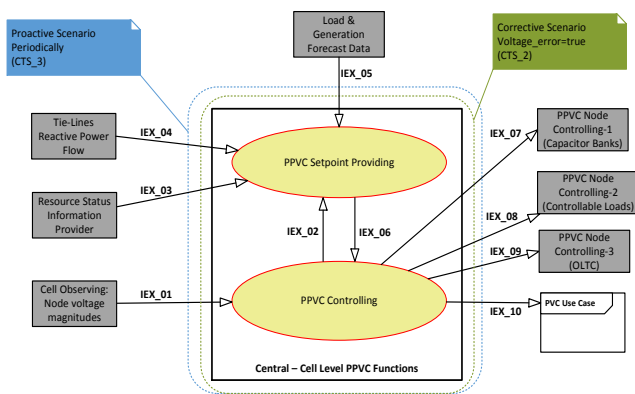 Proactive Scenario
Periodically
(CTS_3)
Load &
Generation
Forecast Data
Corrective Scenario
Voltage_error=true
(CTS_2)
IEX_05
Tie-Lines
Reactive Power
Flow
IEX_04
IEX_07
PPVC Node
Controlling-1
(Capacitor Banks)
PPVC Setpoint Providing
Resource Status
Information
Provider
IEX_03
PPVC Node
Controlling-2
(Controllable Loads)
IEX_08
IEX_02
IEX_06
IEX_09
PPVC Node
Controlling-3
(OLTC)
Cell Observing:
Node voltage
magnitudes
IEX_01
PPVC Controlling
IEX_10
PVC Use Case
Central – Cell Level PPVC Functions